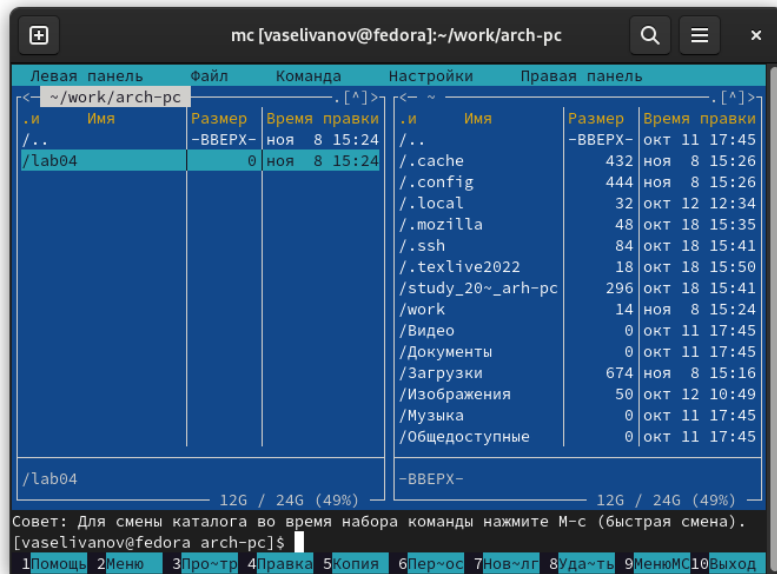 mc [vaselivanov@fedora]:~/work/arch-pc
Левая панель Файл Команда Настройки Правая панель
<— ~/work/arch-pc .[^]> <— ~ .[^]>
.и Имя Размер Время правки .и Имя Размер Время правки
/.. -ВВЕРХ- ноя 8 15:24 /.. -ВВЕРХ- окт 11 17:45
/lab04 0 ноя 8 15:24 /.cache 432 ноя 8 15:26
/.config 444 ноя 8 15:26
/.local 32 окт 12 12:34
/.mozilla 48 окт 18 15:35
/.ssh 84 окт 18 15:41
/.texlive2022 18 окт 18 15:50
/study_20~_arh-pc 296 окт 18 15:41
/work 14 ноя 8 15:24
/Видео 0 окт 11 17:45
/Документы 0 окт 11 17:45
/Загрузки 674 ноя 8 15:16
/Изображения 50 окт 12 10:49
/Музыка 0 окт 11 17:45
/Общедоступные 0 окт 11 17:45
/lab04 -ВВЕРХ-
12G / 24G (49%) 12G / 24G (49%)
Совет: Для смены каталога во время набора команды нажмите M-c (быстрая смена).
[vaselivanov@fedora arch-pc]$
1Помощь 2Меню 3Про~тр 4Правка 5Копия 6Пер~ос 7Нов~лг 8Уда~ть 9МенюMC 10Выход